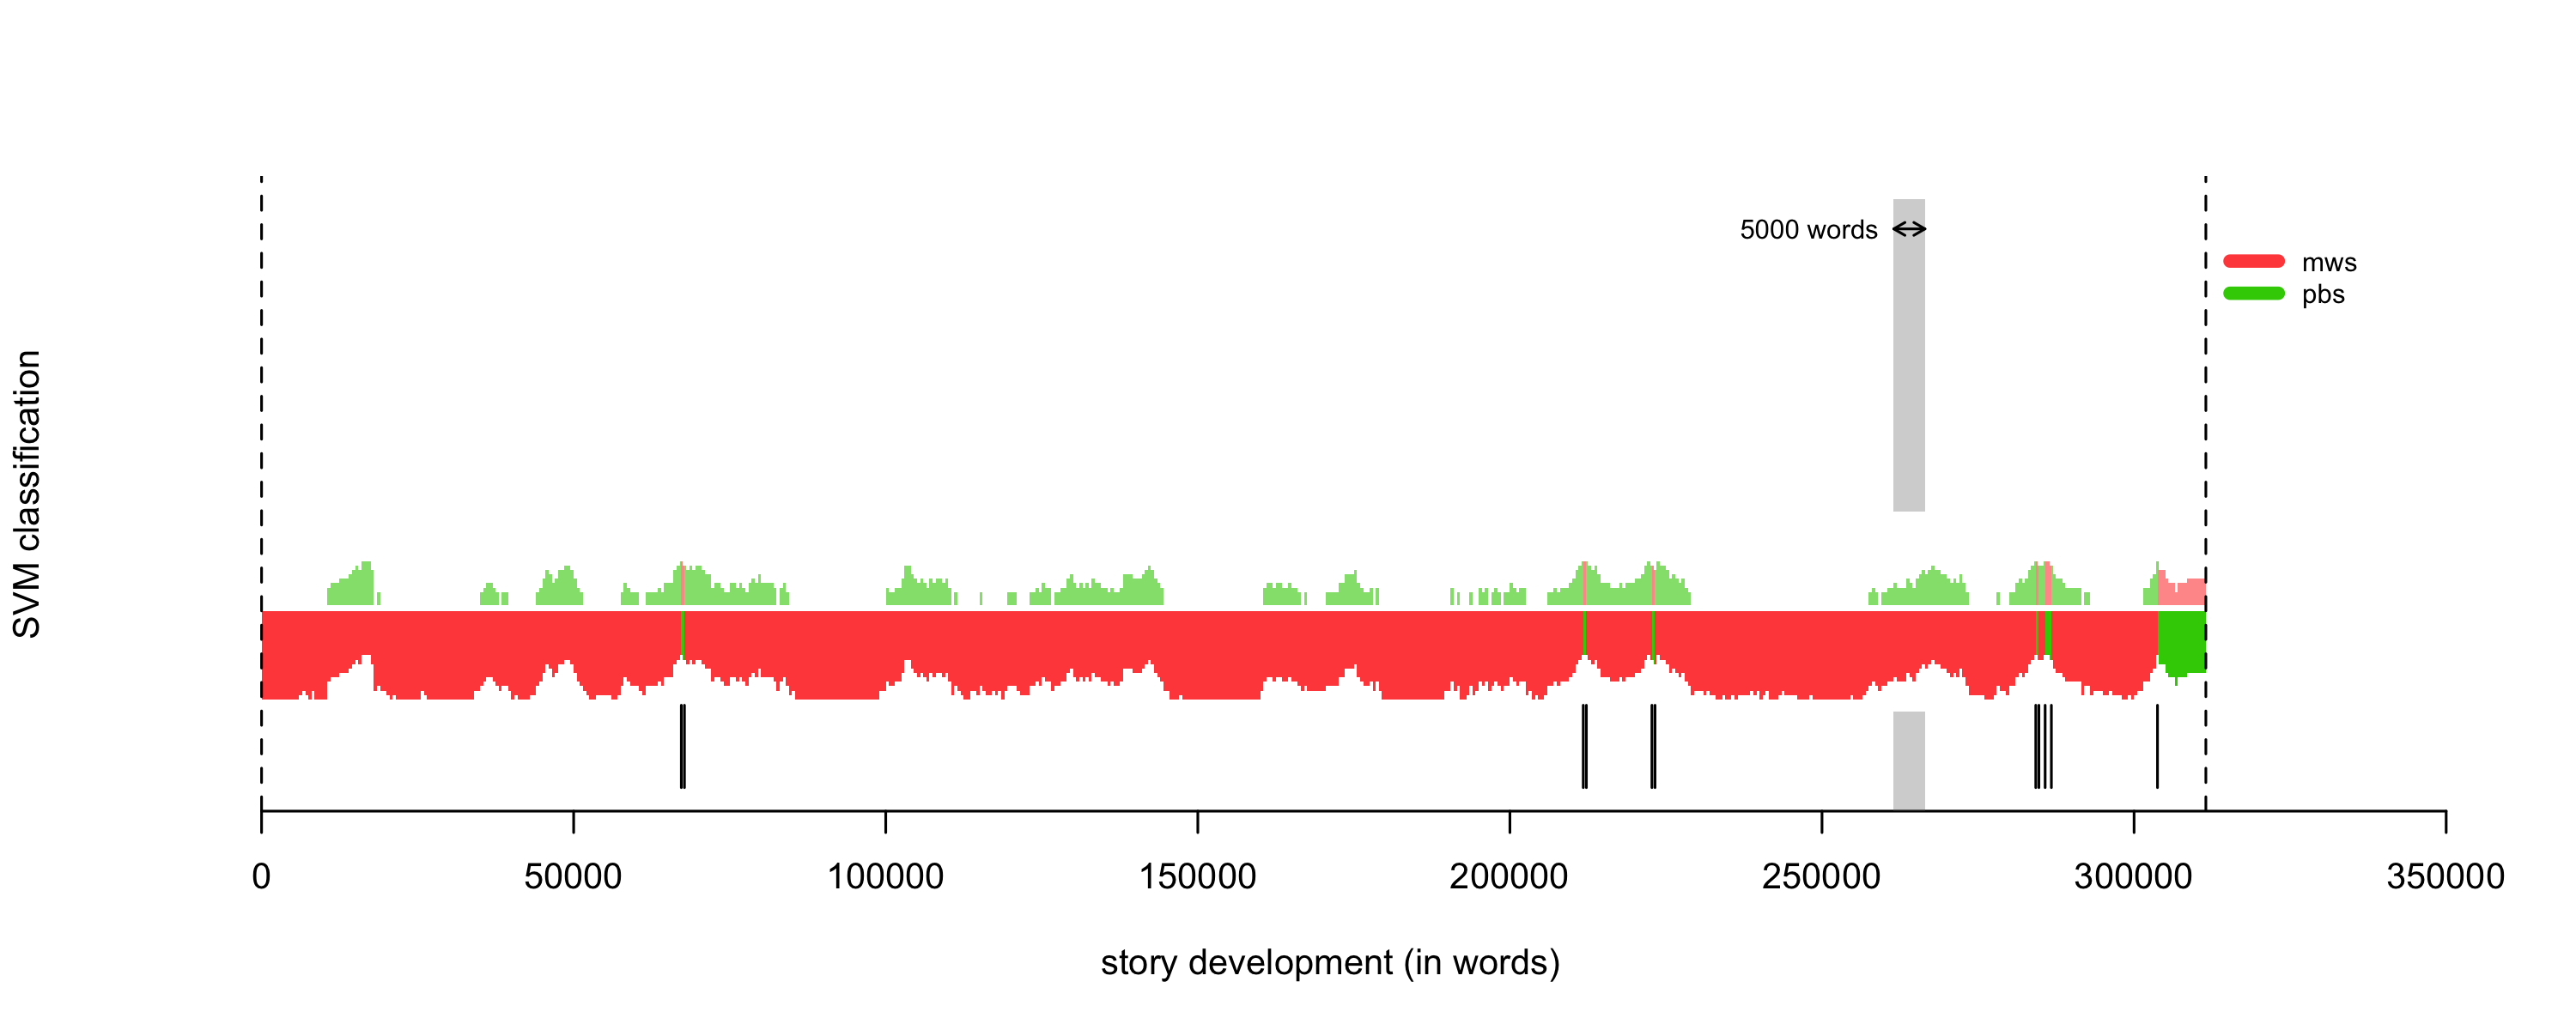 5000 words
mws
pbs
SVM classification
0 50000 100000 150000 200000 250000 300000 350000
story development (in words)